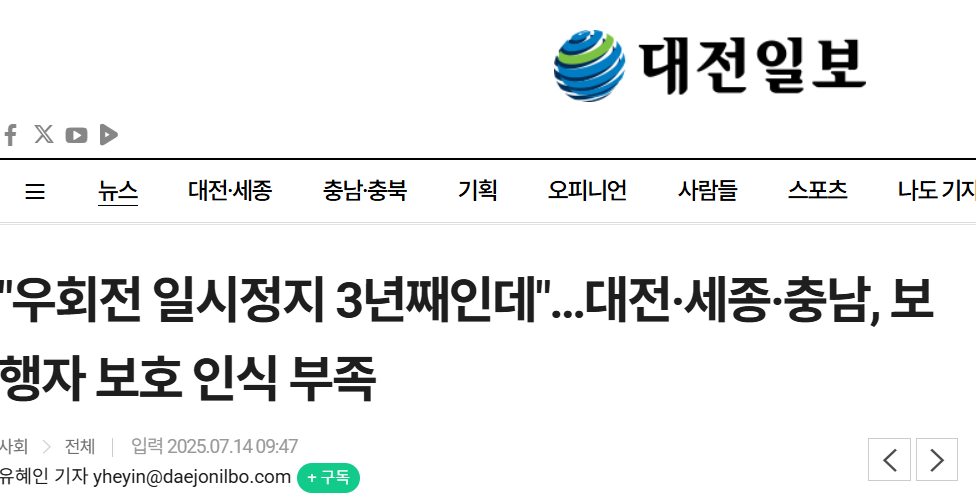 대전일보
뉴스 대전·세종 충남·충북 기획 오피니언 사람들 스포츠 나도 기자
"우회전 일시정지 3년째인데"...대전·세종·충남, 보
행자 보호 인식 부족
사회 > 전체 | 입력 2025.07.14 09:47
유혜인 기자 yheyin@daejonilbo.com + 구독